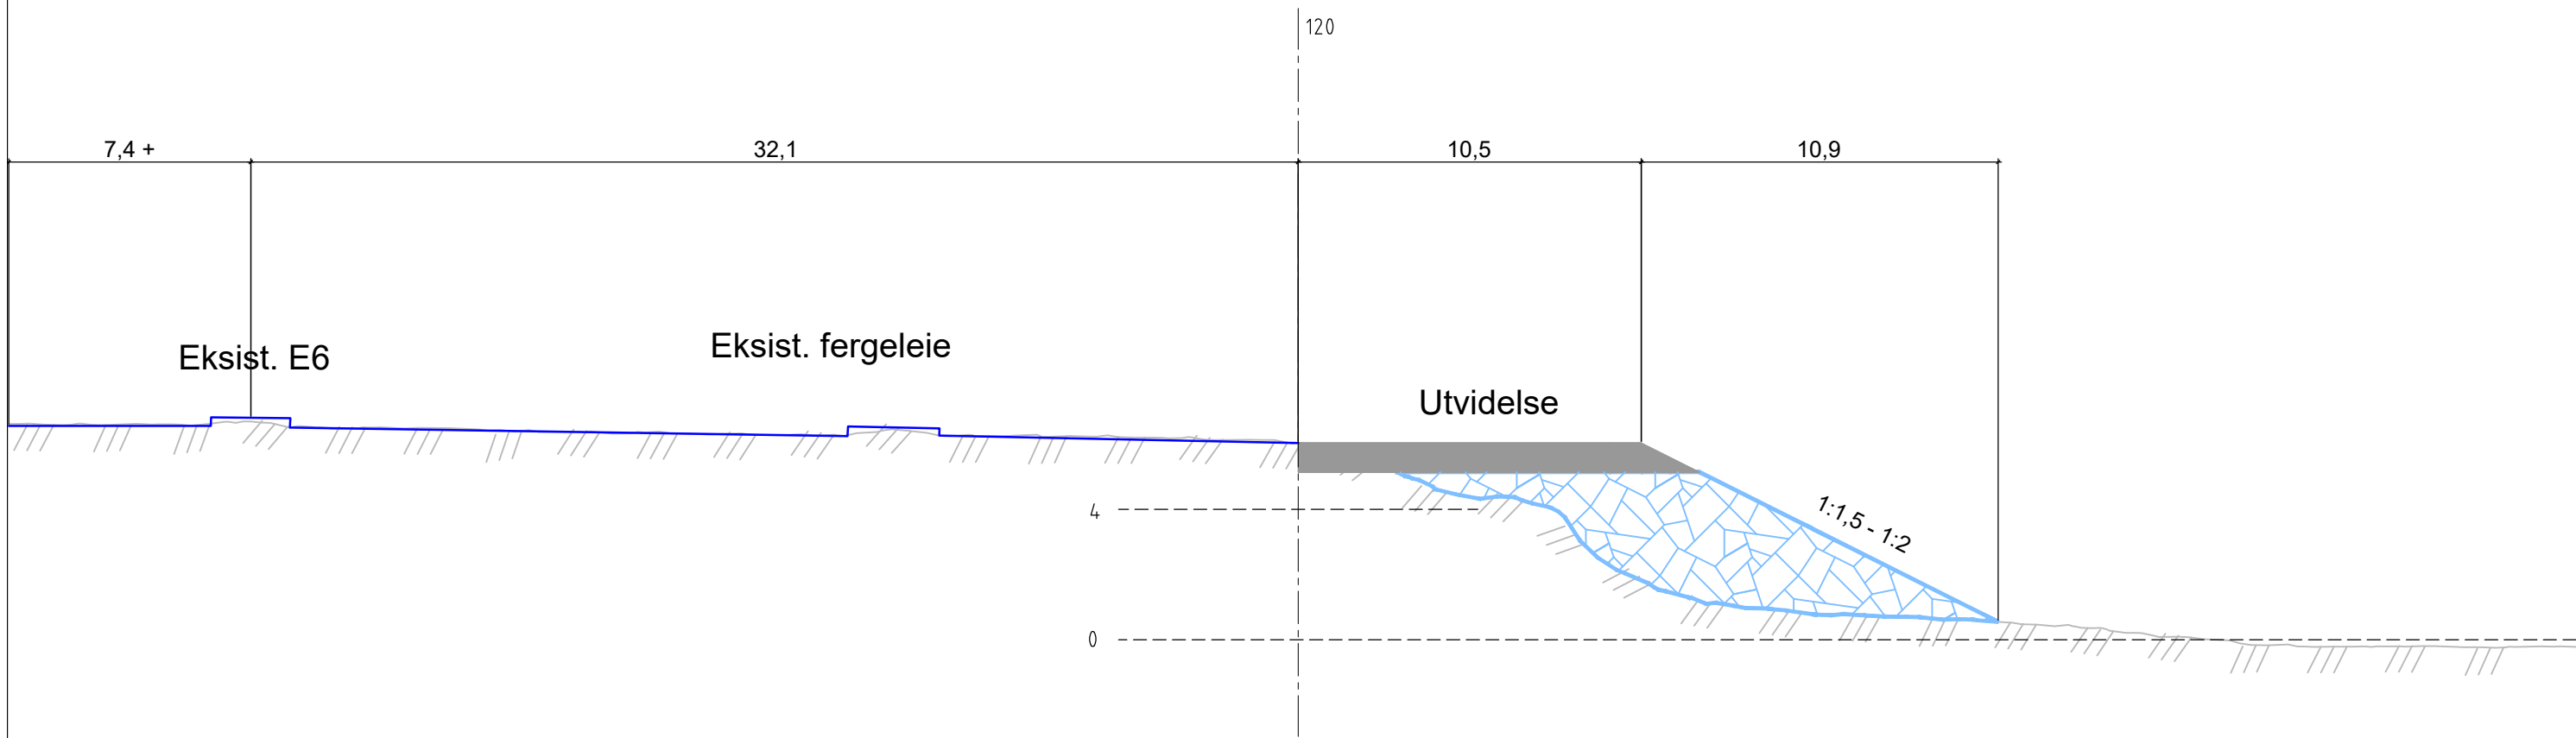 120
7,4 +
32,1
10,5
10,9
Eksist. E6
Eksist. fergeleie
Utvidelse
4
1:1,5 - 1:2
0